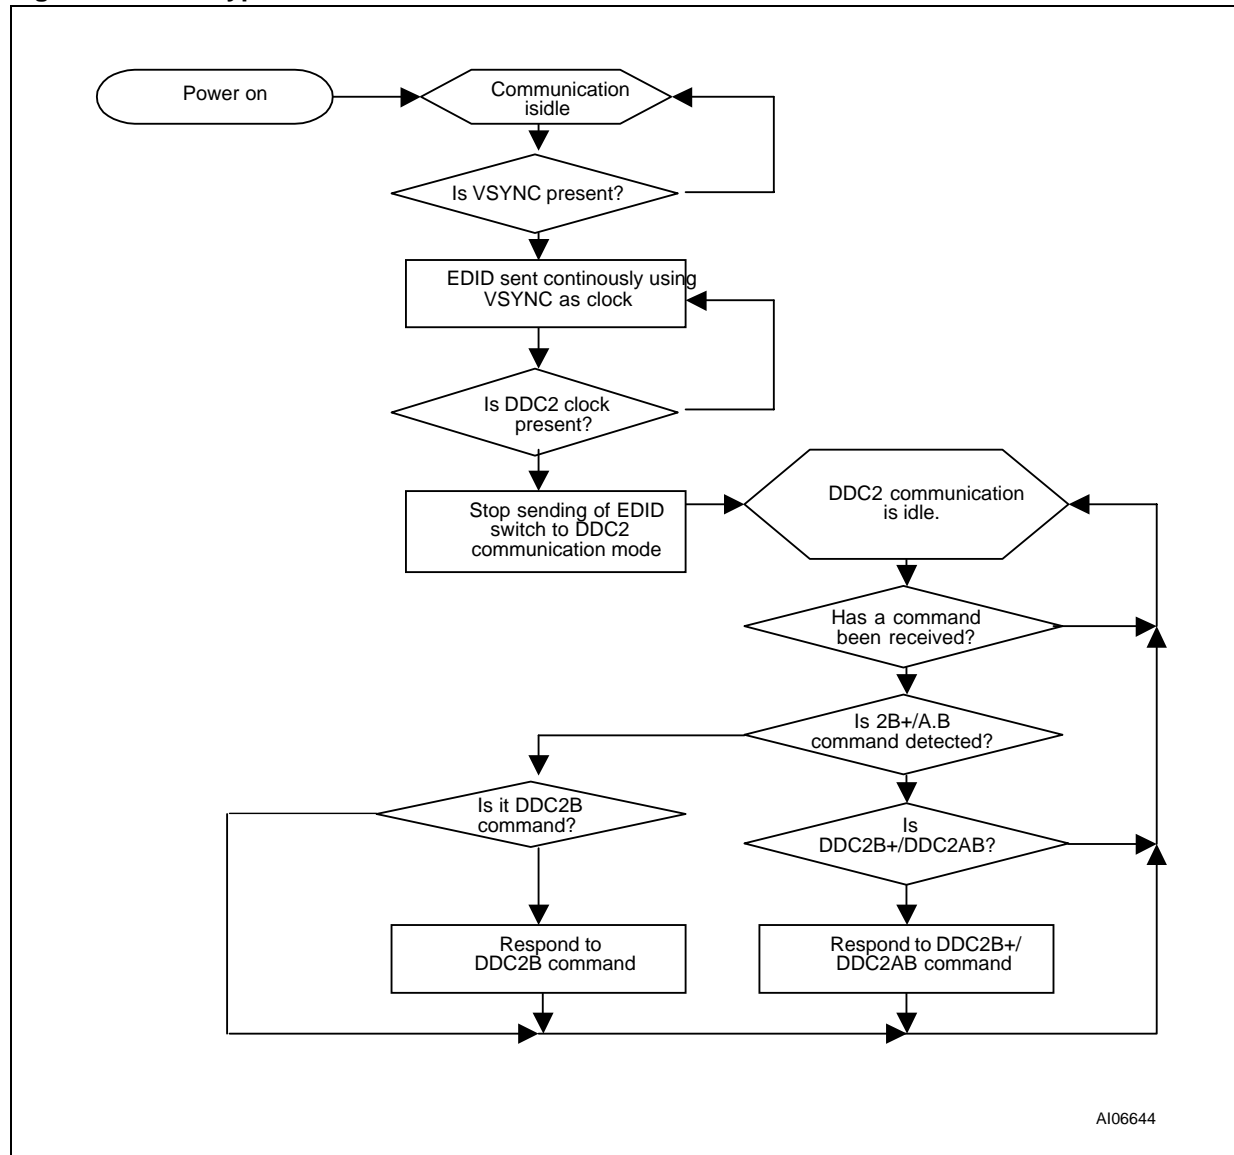 Power on
Communication
isidle
Is VSYNC present?
EDID sent continously using
VSYNC as clock
Is DDC2 clock
present?
Stop sending of EDID
switch to DDC2
communication mode
DDC2 communication
is idle.
Has a command
been received?
Is 2B+/A.B
command detected?
Is it DDC2B
command?
Is
DDC2B+/DDC2AB?
Respond to
DDC2B command
Respond to DDC2B+/
DDC2AB command
AI06644